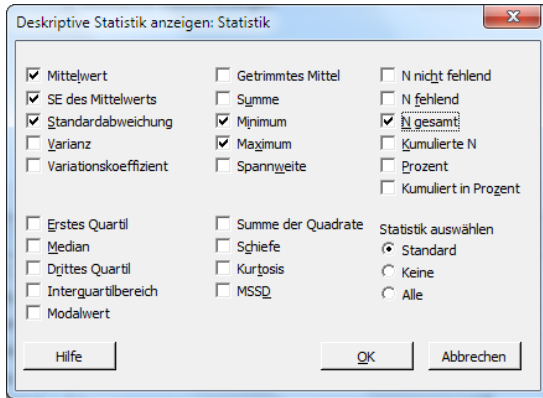 Deskriptive Statistik anzeigen: Statistik
Mittelwert
SE des Mittelwerts
Standardabweichung
Varianz
Variationskoeffizient
Getrimmtes Mittel
Summe
Minimum
Maximum
Spannweite
N nicht fehlend
N fehlend
N gesamt
Kumulierte N
Prozent
Kumuliert in Prozent
Erstes Quartil
Median
Drittes Quartil
Interquartilbereich
Modalwert
Summe der Quadrate
Schiefe
Kurtosis
MSSD
Statistik auswählen
Standard
Keine
Alle
Hilfe
OK
Abbrechen